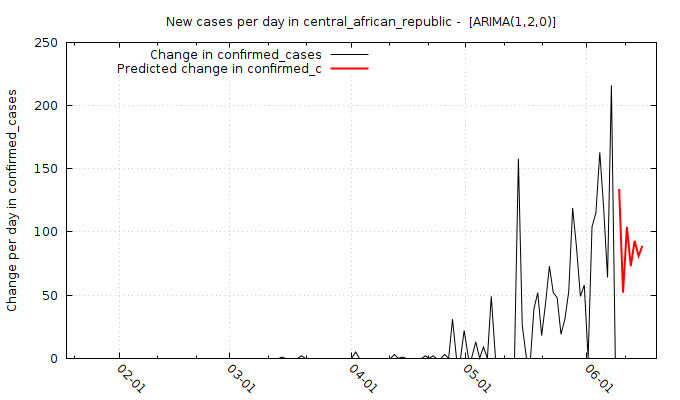 New cases per day in central_african_republic -  [ARIMA(1,2,0)]
Change in confirmed_cases
Predicted change in confirmed_c
Change per day in confirmed_cases
250
200
150
100
50
0
02-01
03-01
04-01
05-01
06-01